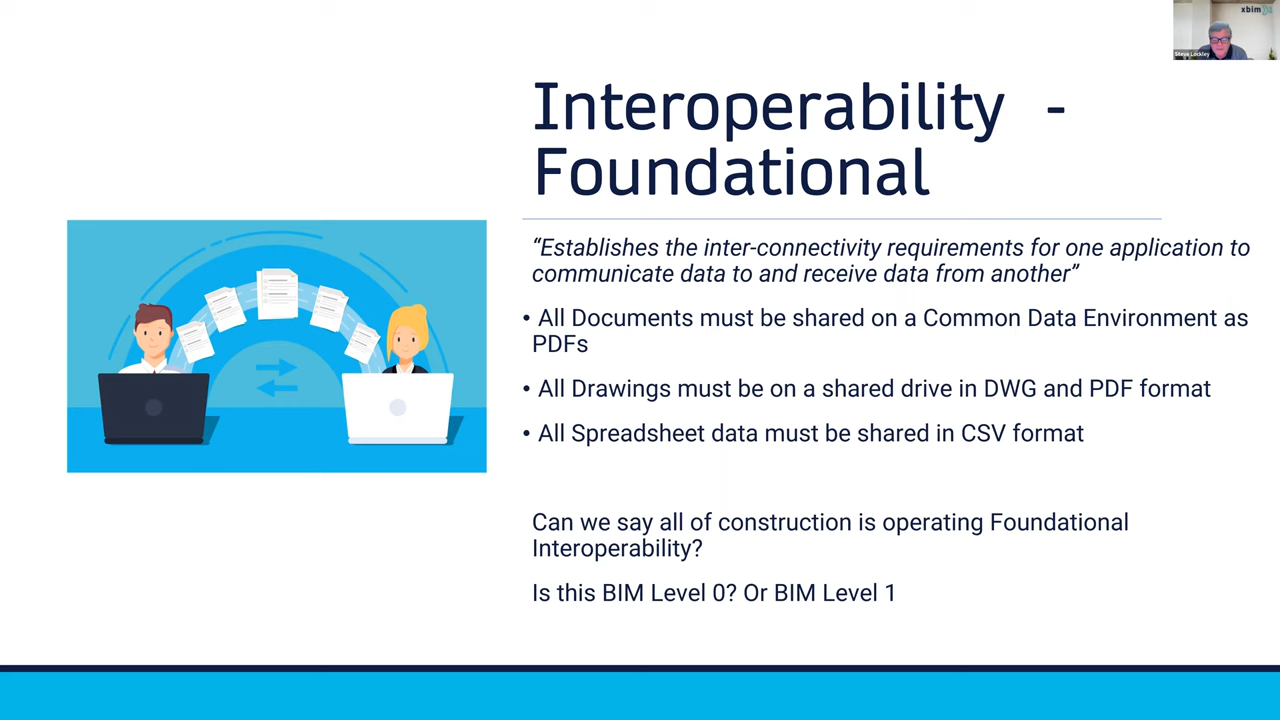 xbim
Steve Lockley
Interoperability -
Foundational
“Establishes the inter-connectivity requirements for one application to
communicate data to and receive data from another”
• All Documents must be shared on a Common Data Environment as
PDFs
• All Drawings must be on a shared drive in DWG and PDF format
• All Spreadsheet data must be shared in CSV format
Can we say all of construction is operating Foundational
Interoperability?
Is this BIM Level 0? Or BIM Level 1